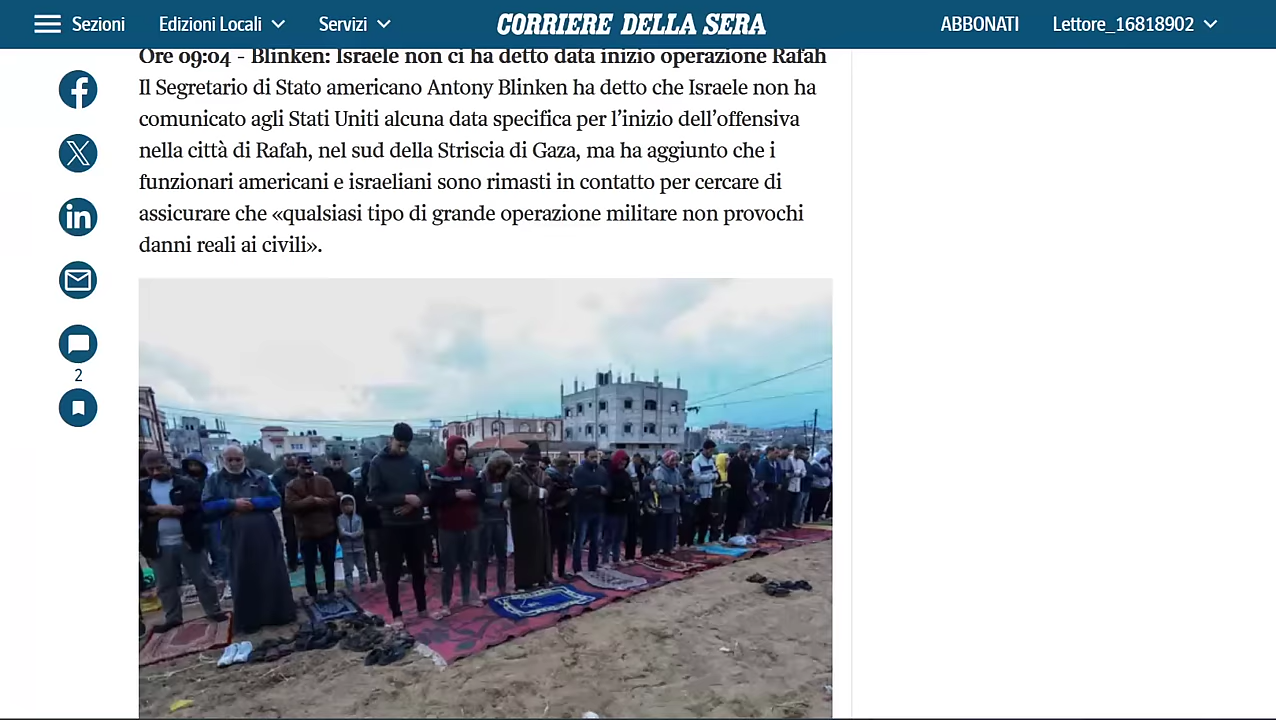 Sezioni
Edizioni Locali
Servizi
CORRIERE DELLA SERA
ABBONATI
Lettore_16818902
Ore 09:04 - Blinken: Israele non ci ha detto data inizio operazione Rafah
Il Segretario di Stato americano Antony Blinken ha detto che Israele non ha
comunicato agli Stati Uniti alcuna data specifica per l’inizio dell’offensiva
nella città di Rafah, nel sud della Striscia di Gaza, ma ha aggiunto che i
funzionari americani e israeliani sono rimasti in contatto per cercare di
assicurare che «qualsiasi tipo di grande operazione militare non provochi
danni reali ai civili».
2